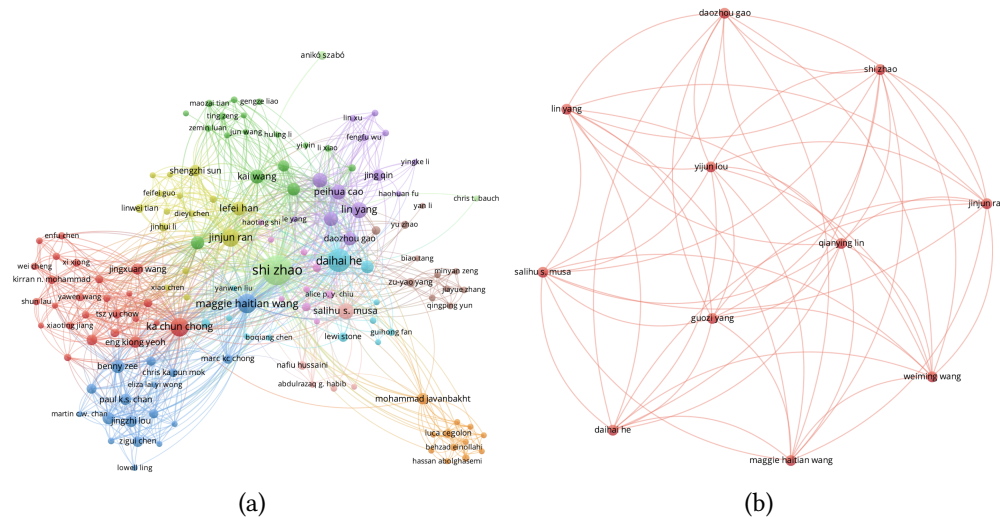 anikó szabó
maozai tian
gengze liao
ting zeng
zemin luan
jun wang
huling li
lin xu
fengfu wu
yi yin
li xiao
yingke li
shengzhi sun
kai wang
jing qin
peihua cao
haohuan fu
chris t. bauch
feifei guo
linwei tian
dieyi chen
lefei han
haoting shi
le yang
lin yang
yan li
yu zhao
jinhui li
jinjun ran
daozhou gao
enfu chen
wei cheng
xi xiong
jingxuan wang
shi zhao
daihai he
biao tang
minyan zeng
kirran n. mohammad
xiao chen
yanwen liu
zu-yao yang
jiayue zhang
shun lau
yawen wang
maggie haitian wang
alice p. y. chiu
qingping yun
tsz yu chow
salihu s. musa
xiaoting jiang
ka chun chong
eng kiong yeoh
boqiang chen
lewi stone
guihong fan
marc kc chong
benny zee
chris ka pun mok
nafiu hussaini
eliza lai yi wong
abdulrazaq g. habib
paul k.s. chan
mohammad javanbakht
martin c.w. chan
jingzhi lou
zigui chen
luca cegolon
behzad einollahi
lowell ling
hassan abolghasemi
(a)
daozhou gao
shi zhao
lin yang
yijun lou
jinjun ra
qianying lin
salihu s. musa
guozi yang
weiming wang
daihai he
maggie haitian wang
(b)